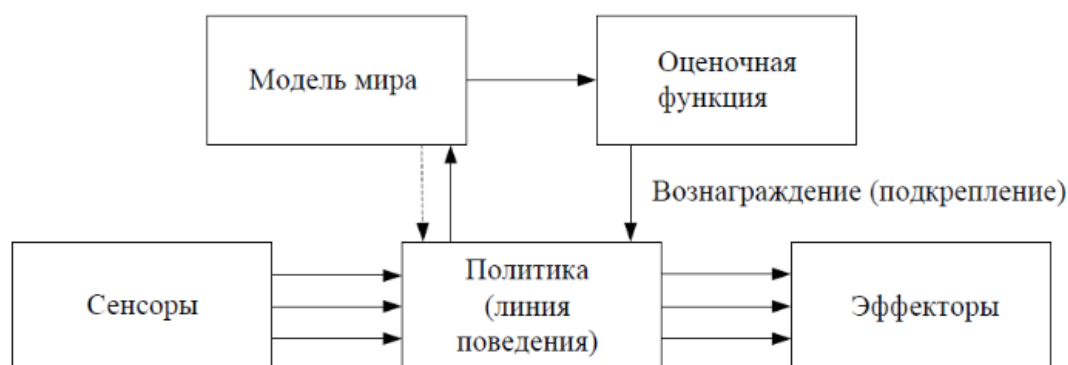 Модель мира
Оценочная
функция
Вознаграждение (подкрепление)
Сенсоры
Политика
(линия
поведения)
Эффекторы